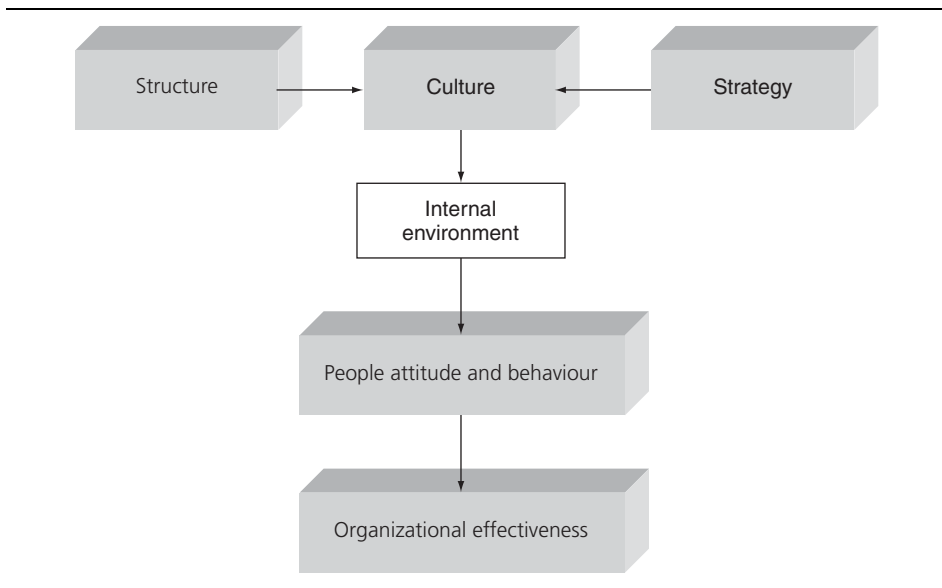 Structure
Culture
Strategy
Internal
environment
People attitude and behaviour
Organizational effectiveness